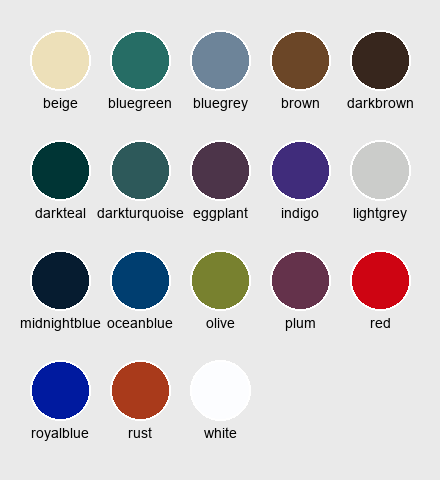 beige bluegreen bluegrey brown darkbrown
darkteal darkturquoise eggplant indigo lightgrey
midnightblue oceanblue olive plum red
royalblue rust white